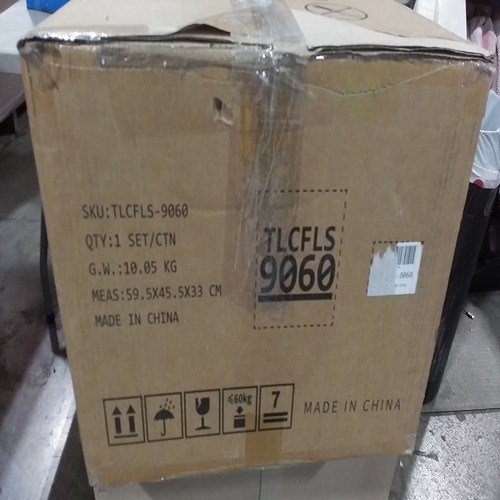 SKU:TLCFLS-9060
QTY:1 SET/CTN
G.W.:10.05 KG
MEAS:59.5X45.5X33 CM
MADE IN CHINA
TLCFLS
9060
-9060
≤60kg
7
MADE IN CHINA